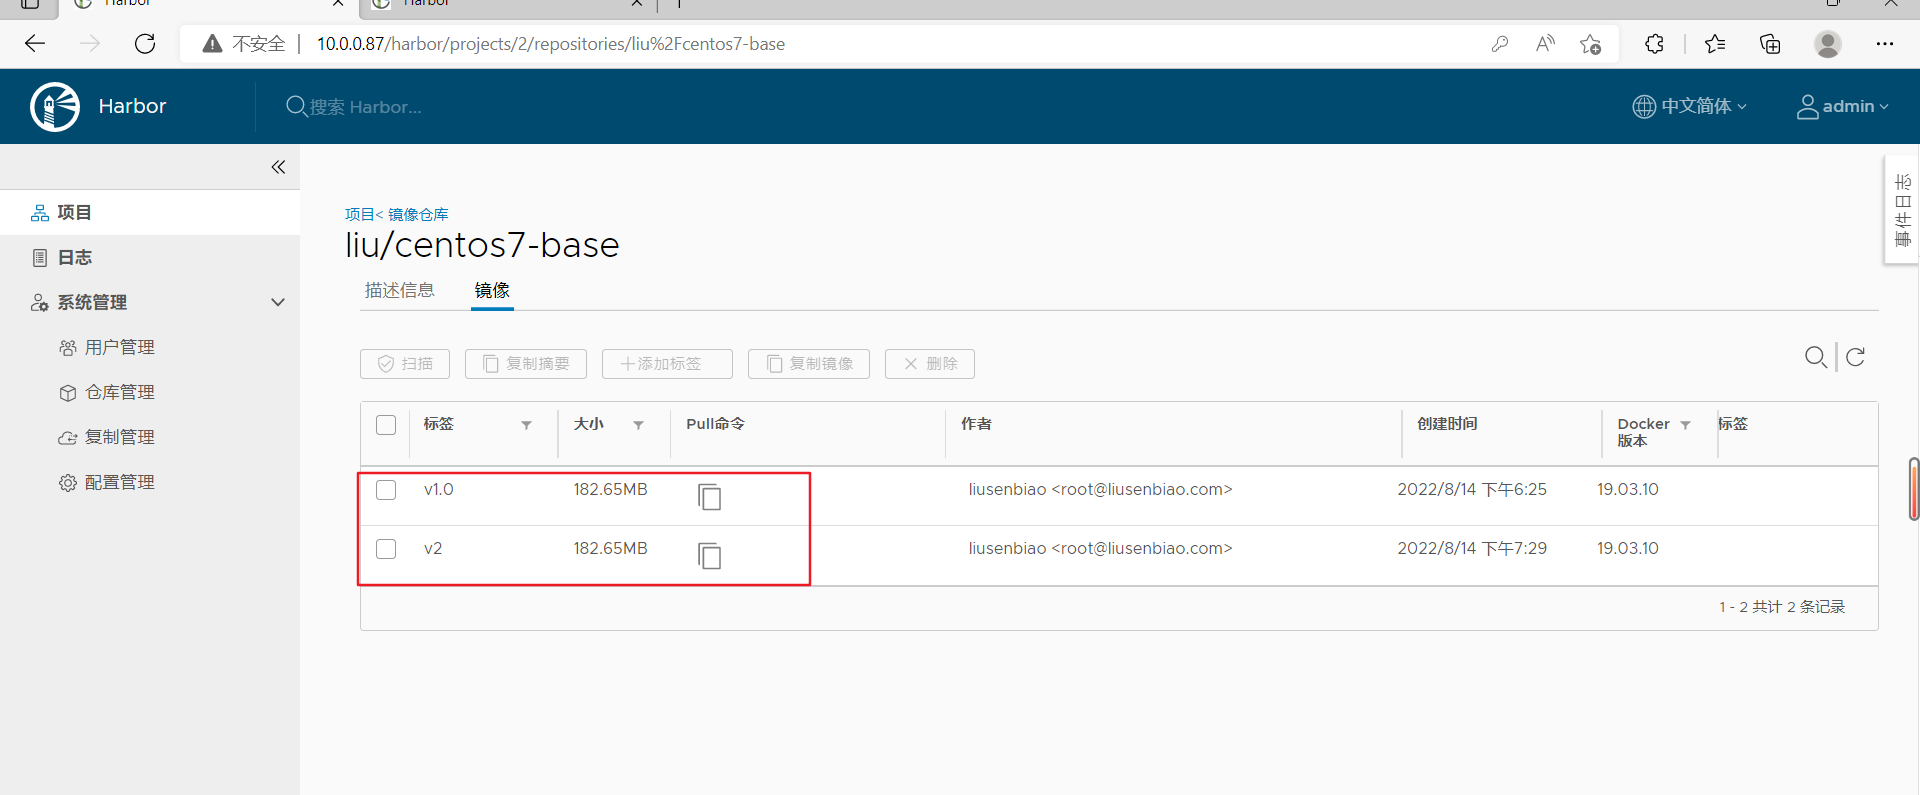 Harbor
Harbor
不安全
10.0.0.87/harbor/projects/2/repositories/liu%2Fcentos7-base
Harbor
搜索 Harbor...
中文简体
admin
项目
日志
系统管理
用户管理
仓库管理
复制管理
配置管理
事件日志
项目< 镜像仓库
liu/centos7-base
描述信息
镜像
扫描
复制摘要
添加标签
复制镜像
删除
标签
大小
Pull命令
作者
创建时间
Docker
版本
标签
v1.0
182.65MB
liusenbiao <root@liusenbiao.com>
2022/8/14 下午6:25
19.03.10
v2
182.65MB
liusenbiao <root@liusenbiao.com>
2022/8/14 下午7:29
19.03.10
1 - 2 共计 2 条记录